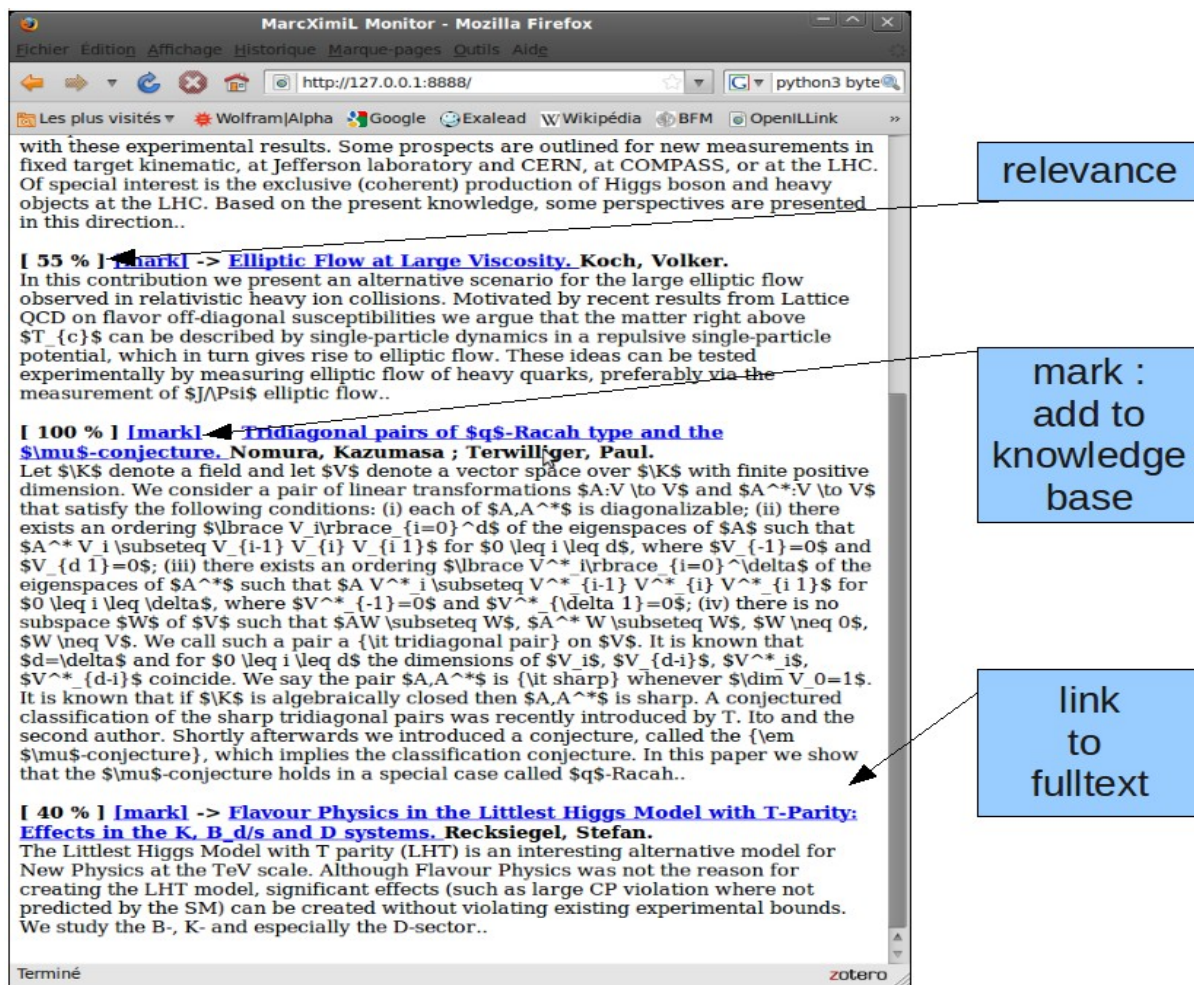 MarcXimiL Monitor - Mozilla Firefox
Fichier Édition Affichage Historique Marque-pages Outils Aide
http://127.0.0.1:8888/
G python3 byte
Les plus visités Wolfram|Alpha Google Exalead W Wikipédia BFM OpenILLink »
with these experimental results. Some prospects are outlined for new measurements in
fixed target kinematic, at Jefferson laboratory and CERN, at COMPASS, or at the LHC.
Of special interest is the exclusive (coherent) production of Higgs boson and heavy
objects at the LHC. Based on the present knowledge, some perspectives are presented
in this direction..
[ 55 % ] [mark] -> Elliptic Flow at Large Viscosity. Koch, Volker.
In this contribution we present an alternative scenario for the large elliptic flow
observed in relativistic heavy ion collisions. Motivated by recent results from Lattice
QCD on flavor off-diagonal susceptibilities we argue that the matter right above
$T_{c}$ can be described by single-particle dynamics in a repulsive single-particle
potential, which in turn gives rise to elliptic flow. These ideas can be tested
experimentally by measuring elliptic flow of heavy quarks, preferably via the
measurement of $J/\Psi$ elliptic flow..
[ 100 % ] [mark] Tridiagonal pairs of $q$-Racah type and the
$\mu$-conjecture. Nomura, Kazumasa ; Terwilliger, Paul.
Let $\K$ denote a field and let $V$ denote a vector space over $\K$ with finite positive
dimension. We consider a pair of linear transformations $A:V \to V$ and $A^*:V \to V$
that satisfy the following conditions: (i) each of $A,A^*$ is diagonalizable; (ii) there
exists an ordering $\lbrace V_i\rbrace_{i=0}^d$ of the eigenspaces of $A$ such that
$A^* V_i \subseteq V_{i-1} V_{i} V_{i 1}$ for $0 \leq i \leq d$, where $V_{-1}=0$ and
$V_{d 1}=0$; (iii) there exists an ordering $\lbrace V^*_i\rbrace_{i=0}^\delta$ of the
eigenspaces of $A^*$ such that $A V^*_i \subseteq V^*_{i-1} V^*_{i} V^*_{i 1}$ for
$0 \leq i \leq \delta$, where $V^*_{-1}=0$ and $V^*_{\delta 1}=0$; (iv) there is no
subspace $W$ of $V$ such that $AW \subseteq W$, $A^* W \subseteq W$, $W \neq 0$,
$W \neq V$. We call such a pair a {\it tridiagonal pair} on $V$. It is known that
$d=\delta$ and for $0 \leq i \leq d$ the dimensions of $V_i$, $V_{d-i}$, $V^*_i$,
$V^*_{d-i}$ coincide. We say the pair $A,A^*$ is {\it sharp} whenever $\dim V_0=1$.
It is known that if $\K$ is algebraically closed then $A,A^*$ is sharp. A conjectured
classification of the sharp tridiagonal pairs was recently introduced by T. Ito and the
second author. Shortly afterwards we introduced a conjecture, called the {\em
$\mu$-conjecture}, which implies the classification conjecture. In this paper we show
that the $\mu$-conjecture holds in a special case called $q$-Racah..
[ 40 % ] [mark] -> Flavour Physics in the Littlest Higgs Model with T-Parity:
Effects in the K, B_d/s and D systems. Recksiegel, Stefan.
The Littlest Higgs Model with T parity (LHT) is an interesting alternative model for
New Physics at the TeV scale. Although Flavour Physics was not the reason for
creating the LHT model, significant effects (such as large CP violation where not
predicted by the SM) can be created without violating existing experimental bounds.
We study the B-, K- and especially the D-sector..
Terminé zotero
relevance
mark :
add to
knowledge
base
link
to
fulltext